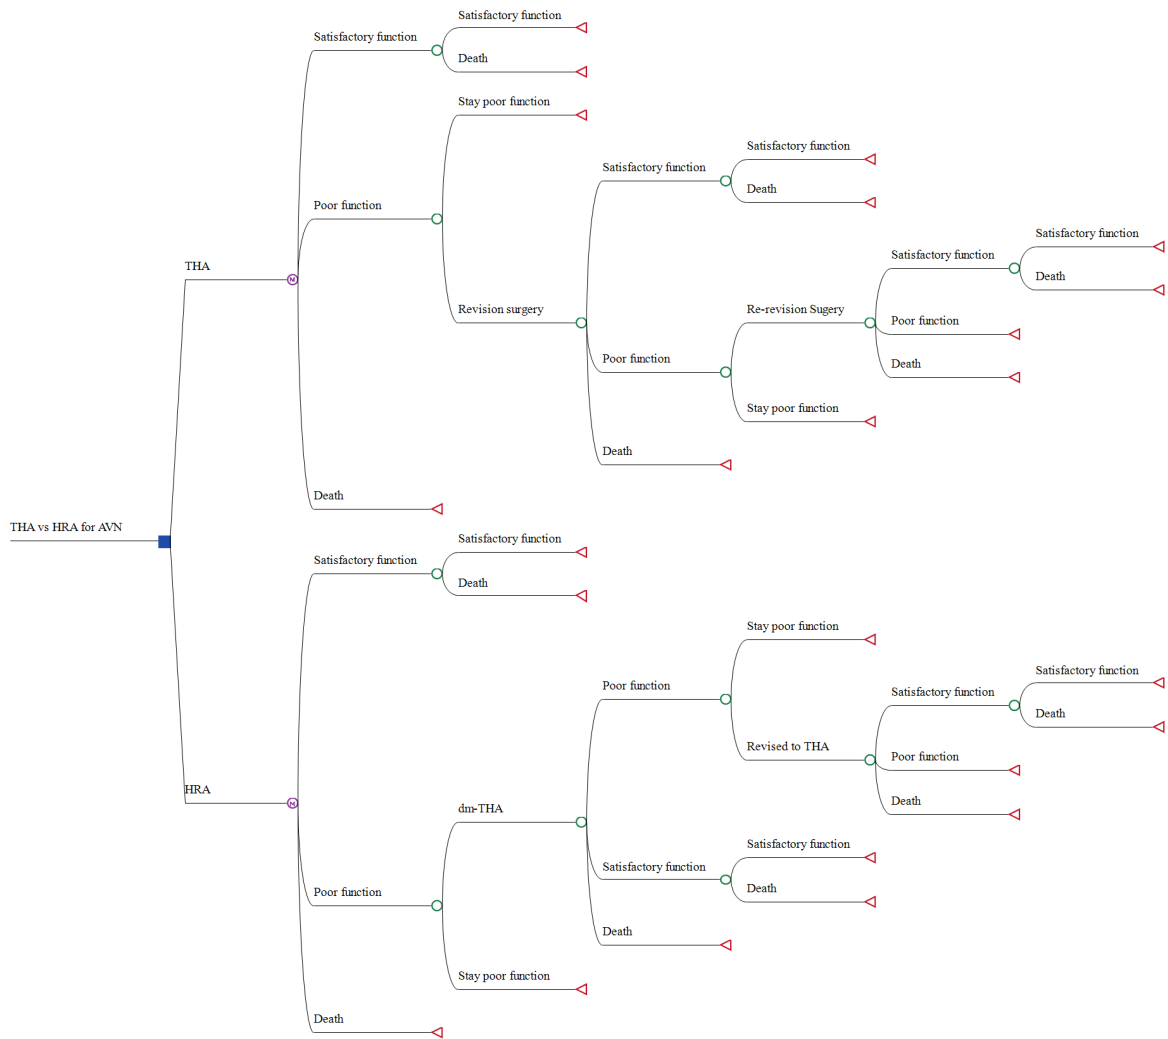 Satisfactory function
Satisfactory function
Death
Stay poor function
Satisfactory function
Satisfactory function
Death
Poor function
Satisfactory function
Satisfactory function
Death
THA
Revision surgery
Re-revision Sugery
Poor function
Poor function
Death
Stay poor function
Death
Death
THA vs HRA for AVN
Satisfactory function
Satisfactory function
Death
Stay poor function
Poor function
Satisfactory function
Satisfactory function
Death
Revised to THA
Poor function
HRA
dm-THA
Death
Satisfactory function
Satisfactory function
Death
Poor function
Death
Stay poor function
Death